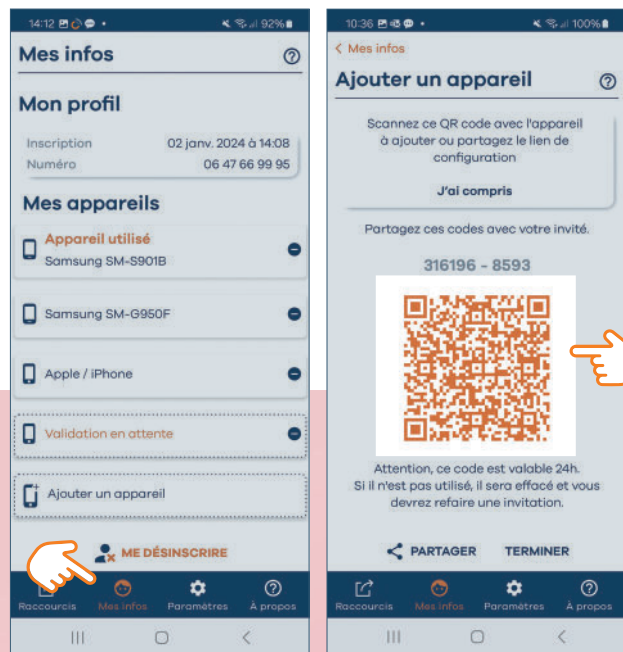 14:12
92%
Mes infos
Mon profil
Inscription 02 janv. 2024 à 14:08
Numéro 06 47 66 99 95
Mes appareils
Appareil utilisé
Samsung SM-S901B
Samsung SM-G950F
Apple / iPhone
Validation en attente
Ajouter un appareil
ME DÉSINSCRIRE
Raccourcis Mes infos Paramètres À propos
10:36
100%
< Mes infos
Ajouter un appareil
Scannez ce QR code avec l'appareil
à ajouter ou partagez le lien de
configuration
J'ai compris
Partagez ces codes avec votre invité.
316196 - 8593
Attention, ce code est valable 24h.
Si il n'est pas utilisé, il sera effacé et vous
devrez refaire une invitation.
PARTAGER TERMINER
Raccourcis Mes infos Paramètres À propos